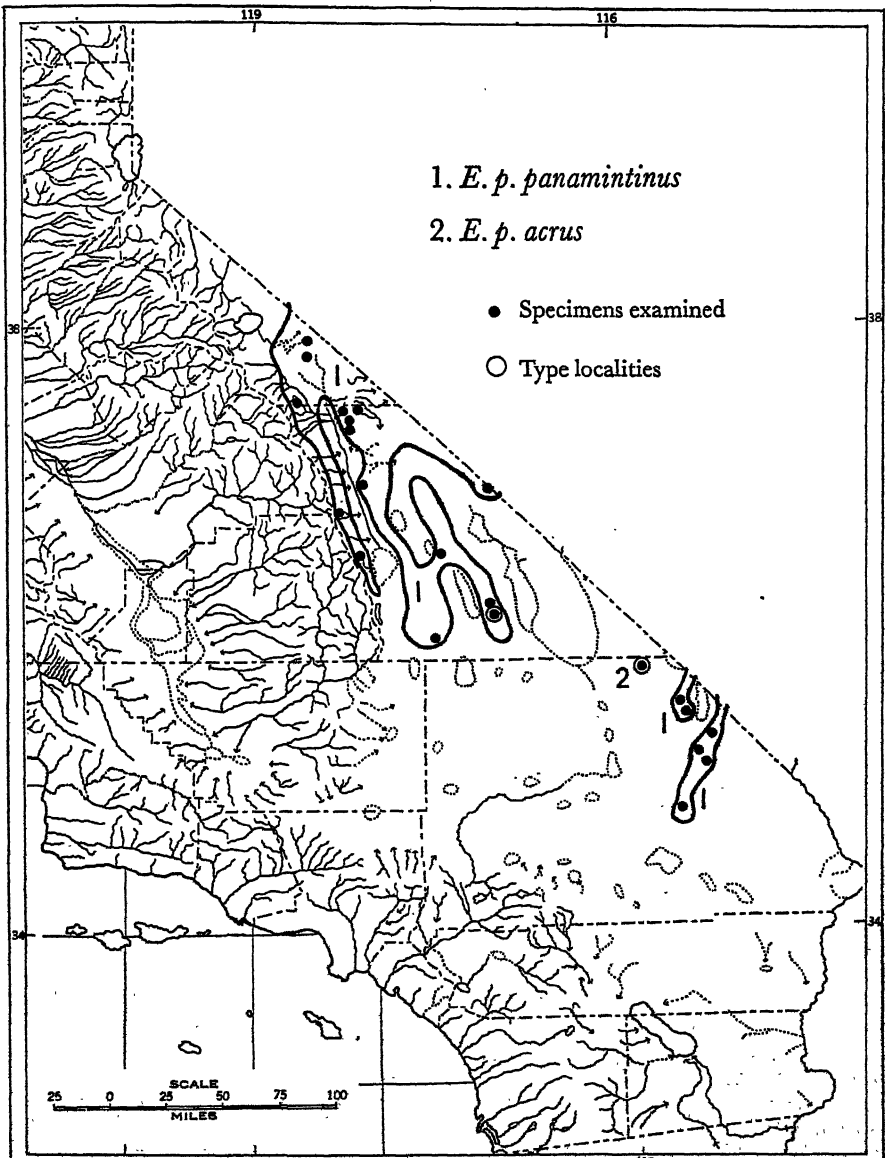 119 116
1. E. p. panamintinus
2. E. p. acrus
Specimens examined
Type localities
38 38
1
1
2
1
1
34 34
SCALE
25 0 25 50 75 100
MILES